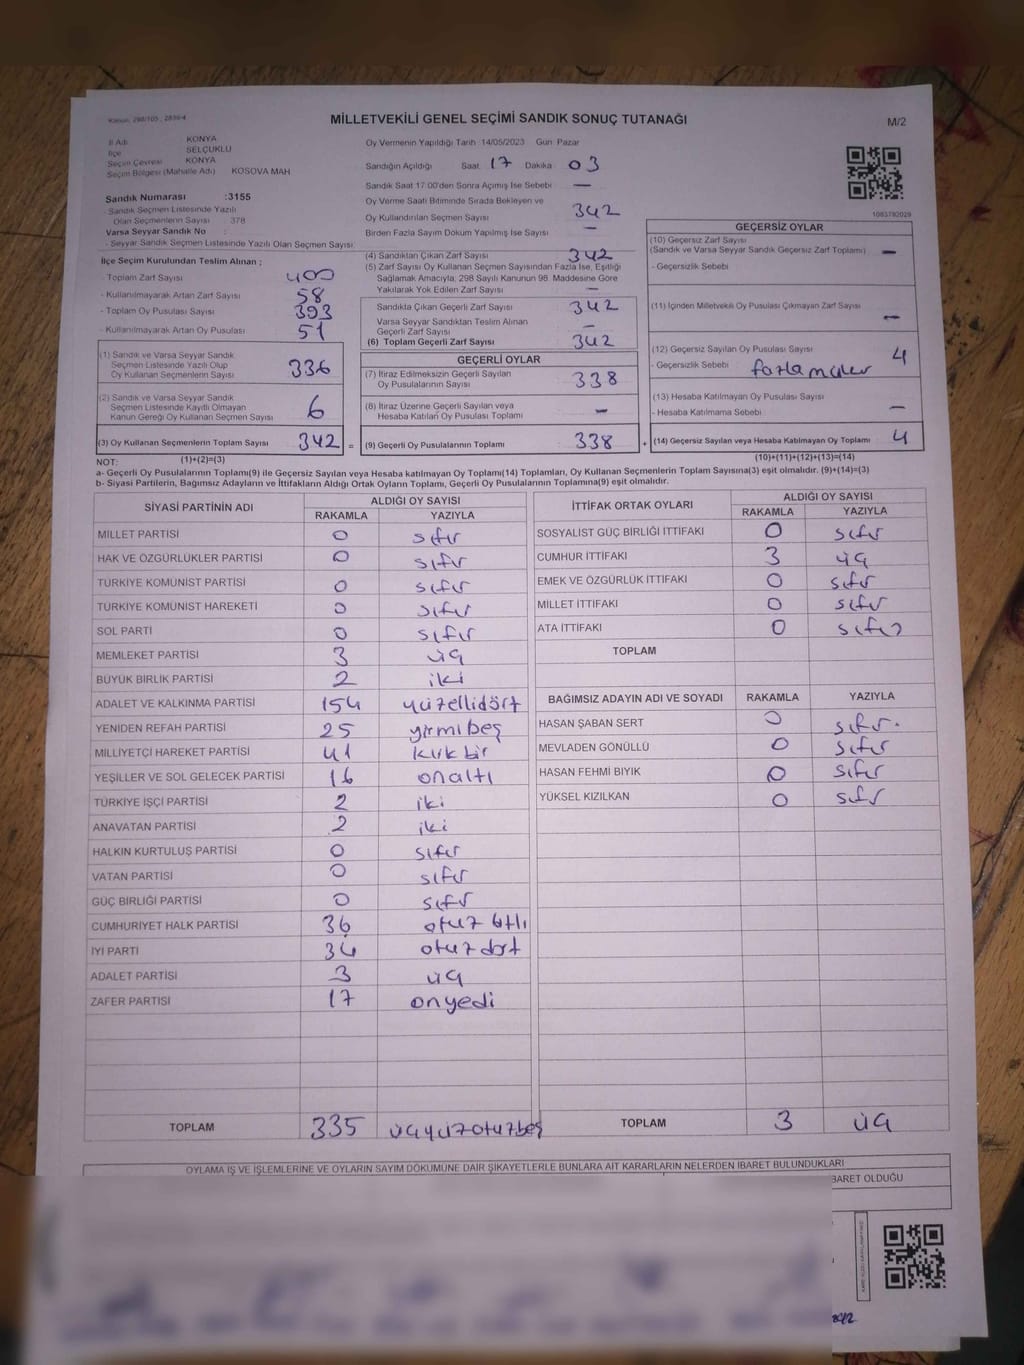 Kanun: 298/105, 2839/4
MİLLETVEKİLİ GENEL SEÇİMİ SANDIK SONUÇ TUTANAĞI
M/2
İl Adı KONYA
İlçe SELÇUKLU
Seçim Çevresi KONYA
Seçim Bölgesi (Mahalle Adı) KOSOVA MAH
Sandık Numarası :3155
- Sandık Seçmen Listesinde Yazılı
Olan Seçmenlerin Sayısı : 378
Varsa Seyyar Sandık No :
- Seyyar Sandık Seçmen Listesinde Yazılı Olan Seçmen Sayısı:
Oy Vermenin Yapıldığı Tarih :14/05/2023 Gün: Pazar
Sandığın Açıldığı Saat: 17 Dakika: 03
Sandık Saat 17.00'den Sonra Açımış İse Sebebi : —
Oy Verme Saati Bitiminde Sırada Bekleyen ve
Oy Kullandırılan Seçmen Sayısı : 342
Birden Fazla Sayım Döküm Yapılmış İse Sayısı : —
1083782029
İlçe Seçim Kurulundan Teslim Alınan ;
- Toplam Zarf Sayısı : 400
- Kullanılmayarak Artan Zarf Sayısı : 58
- Toplam Oy Pusulası Sayısı : 393
- Kullanılmayarak Artan Oy Pusulası : 51
(1) Sandık ve Varsa Seyyar Sandık
Seçmen Listesinde Yazılı Olup
Oy Kullanan Seçmenlerin Sayısı : 336
(2) Sandık ve Varsa Seyyar Sandık
Seçmen Listesinde Kayıtlı Olmayan
Kanun Gereği Oy Kullanan Seçmen Sayısı : 6
(3) Oy Kullanan Seçmenlerin Toplam Sayısı : 342 =
(1)+(2)=(3)
(4) Sandıktan Çıkan Zarf Sayısı : 342
(5) Zarf Sayısı Oy Kullanan Seçmen Sayısından Fazla İse, Eşitliği
Sağlamak Amacıyla; 298 Sayılı Kanunun 98. Maddesine Göre
Yakılarak Yok Edilen Zarf Sayısı : —
Sandıkta Çıkan Geçerli Zarf Sayısı : 342
Varsa Seyyar Sandıktan Teslim Alınan
Geçerli Zarf Sayısı : —
(6) Toplam Geçerli Zarf Sayısı : 342
GEÇERLİ OYLAR
(7) İtiraz Edilmeksizin Geçerli Sayılan
Oy Pusulalarının Sayısı : 338
(8) İtiraz Üzerine Geçerli Sayılan veya
Hesaba Katılan Oy Pusulası Toplamı : —
(9) Geçerli Oy Pusulalarının Toplamı : 338 +
GEÇERSİZ OYLAR
(10) Geçersiz Zarf Sayısı
(Sandık ve Varsa Seyyar Sandık Geçersiz Zarf Toplamı) : —
- Geçersizlik Sebebi :
(11) İçinden Milletvekili Oy Pusulası Çıkmayan Zarf Sayısı : —
(12) Geçersiz Sayılan Oy Pusulası Sayısı : 4
- Geçersizlik Sebebi :
(13) Hesaba Katılmayan Oy Pusulası Sayısı : —
- Hesaba Katılmama Sebebi :
(14) Geçersiz Sayılan veya Hesaba Katılmayan Oy Toplamı : 4
(10)+(11)+(12)+(13)=(14)
NOT:
a- Geçerli Oy Pusulalarının Toplamı(9) ile Geçersiz Sayılan veya Hesaba katılmayan Oy Toplamı(14) Toplamları, Oy Kullanan Seçmenlerin Toplam Sayısına(3) eşit olmalıdır. (9)+(14)=(3)
b- Siyasi Partilerin, Bağımsız Adayların ve İttifakların Aldığı Ortak Oyların Toplamı, Geçerli Oy Pusulalarının Toplamına(9) eşit olmalıdır.
SİYASİ PARTİNİN ADI ALDIĞI OY SAYISI
RAKAMLA YAZIYLA
MİLLET PARTİSİ 0 sıfır
HAK VE ÖZGÜRLÜKLER PARTİSİ 0 sıfır
TÜRKİYE KOMÜNİST PARTİSİ 0 sıfır
TÜRKİYE KOMÜNİST HAREKETİ 0 sıfır
SOL PARTİ 0 sıfır
MEMLEKET PARTİSİ 3 üç
BÜYÜK BİRLİK PARTİSİ 2 iki
ADALET VE KALKINMA PARTİSİ 154 yüzellidört
YENİDEN REFAH PARTİSİ 25 yirmi beş
MİLLİYETÇİ HAREKET PARTİSİ 41 kırk bir
YEŞİLLER VE SOL GELECEK PARTİSİ 16 onaltı
TÜRKİYE İŞÇİ PARTİSİ 2 iki
ANAVATAN PARTİSİ 2 iki
HALKIN KURTULUŞ PARTİSİ 0 sıfır
VATAN PARTİSİ 0 sıfır
GÜÇ BİRLİĞİ PARTİSİ 0 sıfır
CUMHURİYET HALK PARTİSİ 36 otuz altı
İYİ PARTİ 34 otuz dört
ADALET PARTİSİ 3 üç
ZAFER PARTİSİ 17 onyedi
TOPLAM 335 üçyüzotuzbeş
İTTİFAK ORTAK OYLARI ALDIĞI OY SAYISI
RAKAMLA YAZIYLA
SOSYALİST GÜÇ BİRLİĞİ İTTİFAKI 0 sıfır
CUMHUR İTTİFAKI 3 üç
EMEK VE ÖZGÜRLÜK İTTİFAKI 0 sıfır
MİLLET İTTİFAKI 0 sıfır
ATA İTTİFAKI 0 sıfır
TOPLAM
BAĞIMSIZ ADAYIN ADI VE SOYADI RAKAMLA YAZIYLA
HASAN ŞABAN SERT 0 sıfır.
MEVLADEN GÖNÜLLÜ 0 sıfır
HASAN FEHMİ BIYIK 0 sıfır
YÜKSEL KIZILKAN 0 sıfır
TOPLAM 3 üç
OYLAMA İŞ VE İŞLEMLERİNE VE OYLARIN SAYIM DÖKÜMÜNE DAİR ŞİKAYETLERLE BUNLARA AİT KARARLARIN NELERDEN İBARET BULUNDUKLARI
BARET OLDUĞU